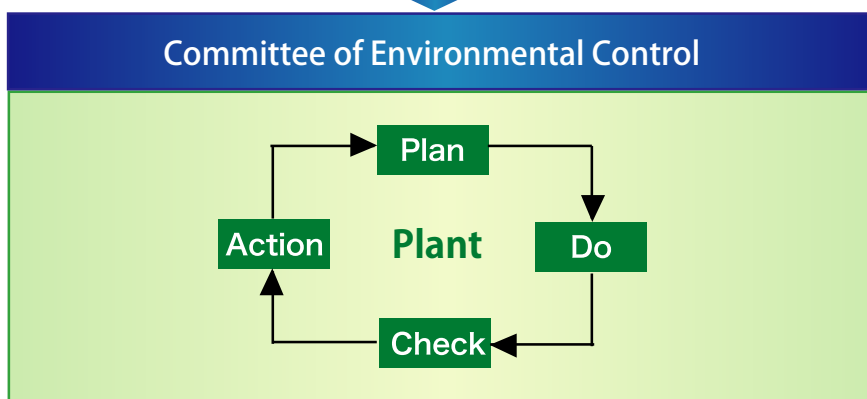 Committee of Environmental Control
Plan
Action
Plant
Do
Check